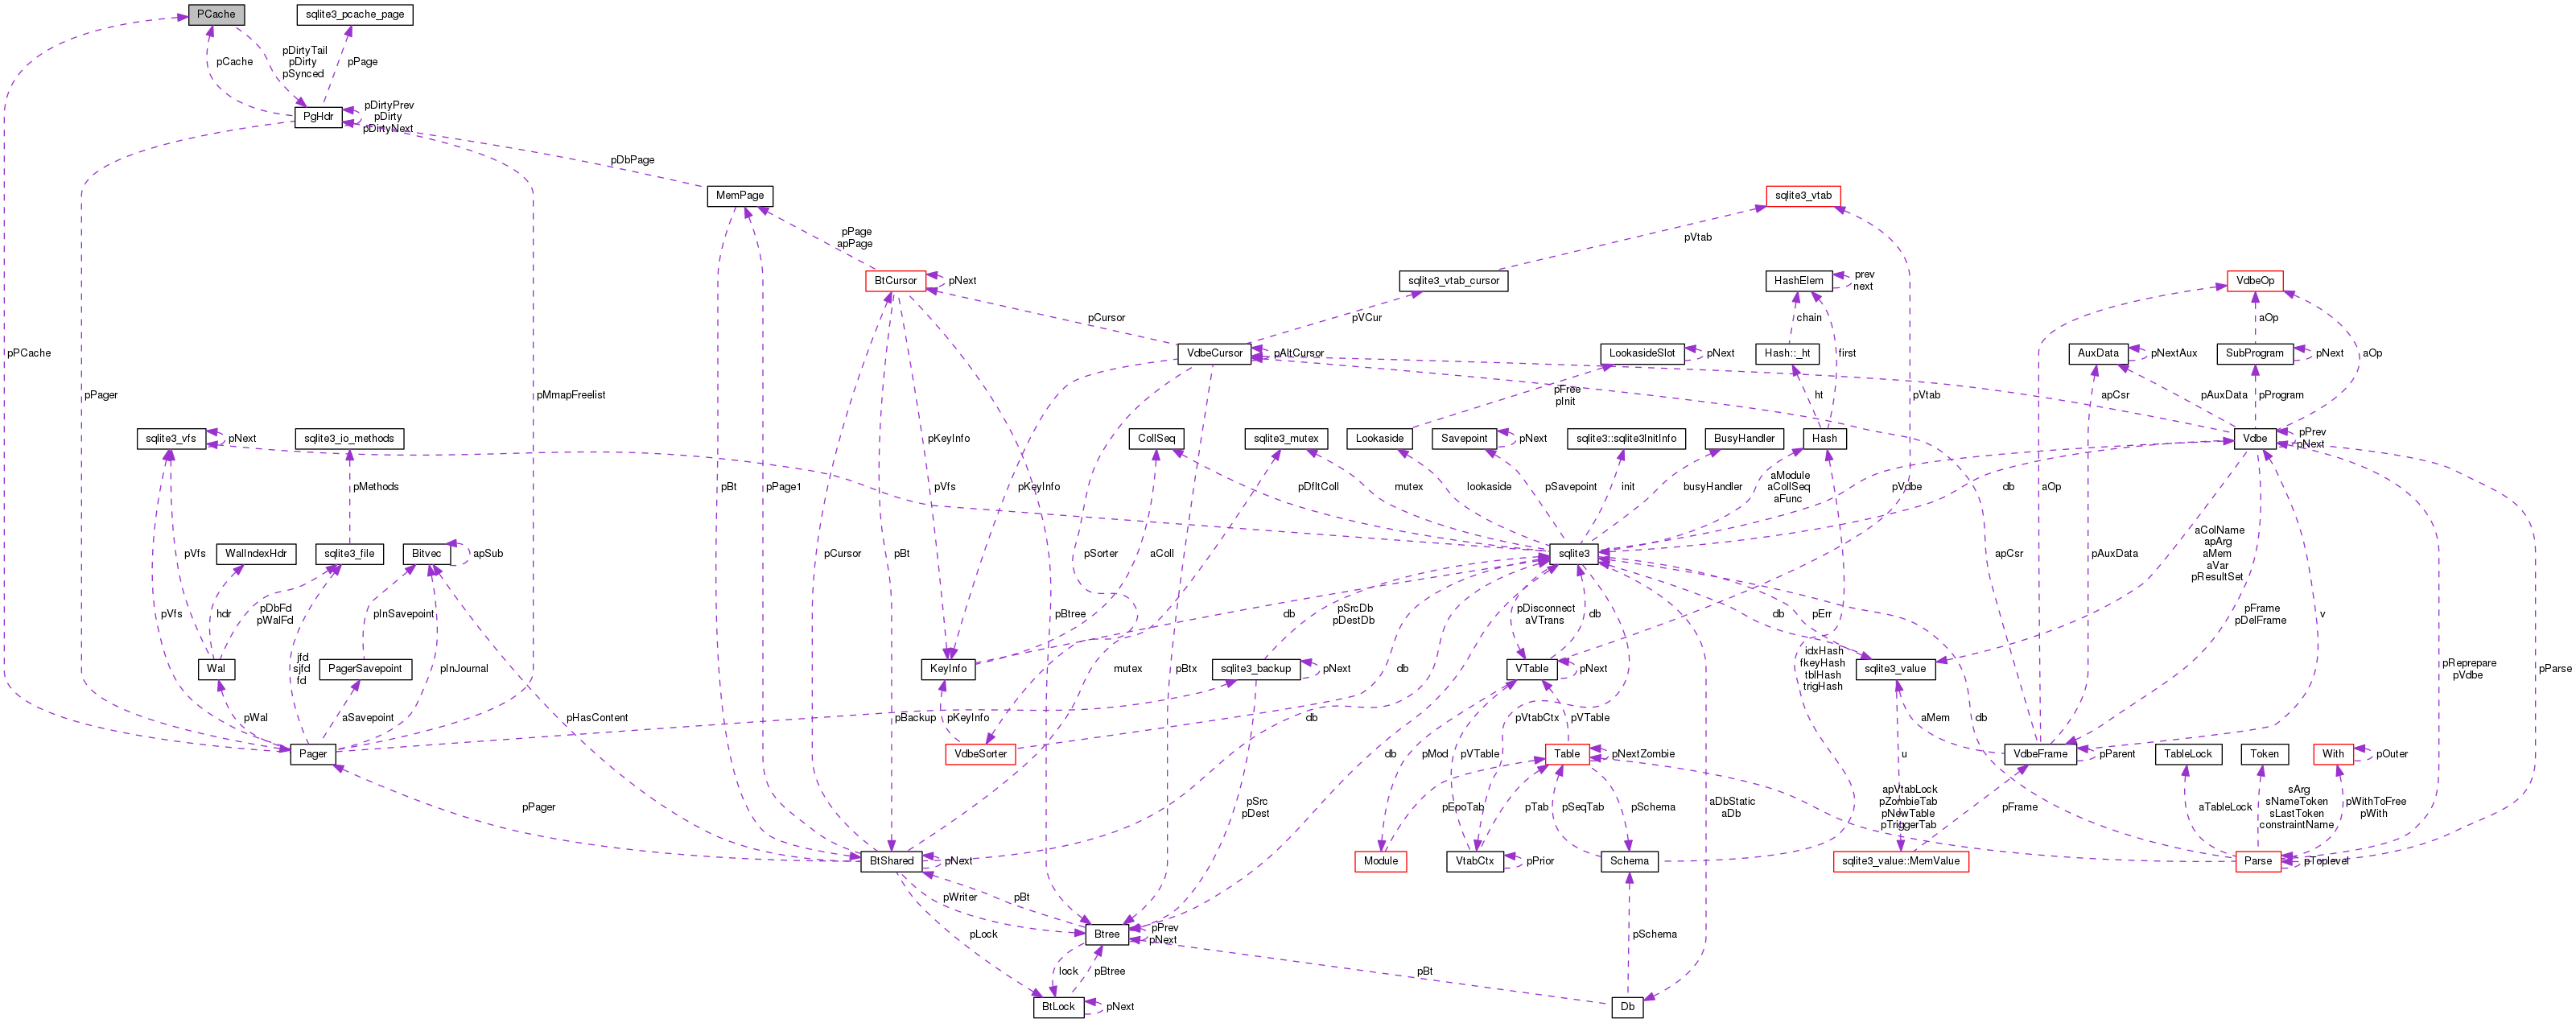 PCache
sqlite3_pcache_page
pDirtyTail
pDirty
pSynced
pCache
pPage
PgHdr
pDirtyPrev
pDirty
pDirtyNext
pDbPage
MemPage
sqlite3_vtab
pPage
apPage
pVtab
BtCursor
pNext
sqlite3_vtab_cursor
HashElem
prev
next
VdbeOp
pCursor
pVCur
chain
aOp
pPCache
VdbeCursor
pAltCursor
LookasideSlot
pNext
Hash::_ht
first
AuxData
pNextAux
SubProgram
pNext
aOp
pPager
pMmapFreelist
pFree
pInit
ht
pVtab
apCsr
pAuxData
pProgram
sqlite3_vfs
pNext
sqlite3_io_methods
pKeyInfo
CollSeq
sqlite3_mutex
Lookaside
Savepoint
pNext
sqlite3::sqlite3InitInfo
BusyHandler
Hash
Vdbe
pPrev
pNext
pMethods
pBt
pPage1
pVfs
pKeyInfo
pDfltColl
mutex
lookaside
pSavepoint
init
busyHandler
aModule
aCollSeq
aFunc
pVdbe
db
aOp
pVfs
WalIndexHdr
sqlite3_file
Bitvec
apSub
pCursor
pBt
pSorter
aColl
sqlite3
apCsr
pAuxData
aColName
apArg
aMem
aVar
pResultSet
hdr
pDbFd
pWalFd
pInSavepoint
pBtree
db
pSrcDb
pDestDb
pDisconnect
aVTrans
db
db
pErr
pFrame
pDelFrame
v
pVfs
Wal
jfd
sjfd
fd
PagerSavepoint
pInJournal
KeyInfo
mutex
pBtx
sqlite3_backup
pNext
db
VTable
pNext
idxHash
fkeyHash
tblHash
trigHash
sqlite3_value
pReprepare
pVdbe
pParse
pWal
aSavepoint
pHasContent
pBackup
pKeyInfo
db
pVtabCtx
pVTable
aMem
db
Pager
VdbeSorter
db
pMod
pVTable
Table
pNextZombie
u
VdbeFrame
pParent
TableLock
Token
With
pOuter
pPager
pSrc
pDest
pEpoTab
pTab
pSeqTab
pSchema
aDbStatic
aDb
apVtabLock
pZombieTab
pNewTable
pTriggerTab
pFrame
aTableLock
sArg
sNameToken
sLastToken
constraintName
pWithToFree
pWith
BtShared
pNext
Module
VtabCtx
pPrior
Schema
sqlite3_value::MemValue
Parse
pToplevel
pWriter
pBt
pLock
Btree
pPrev
pNext
pSchema
lock
pBtree
pBt
BtLock
pNext
Db